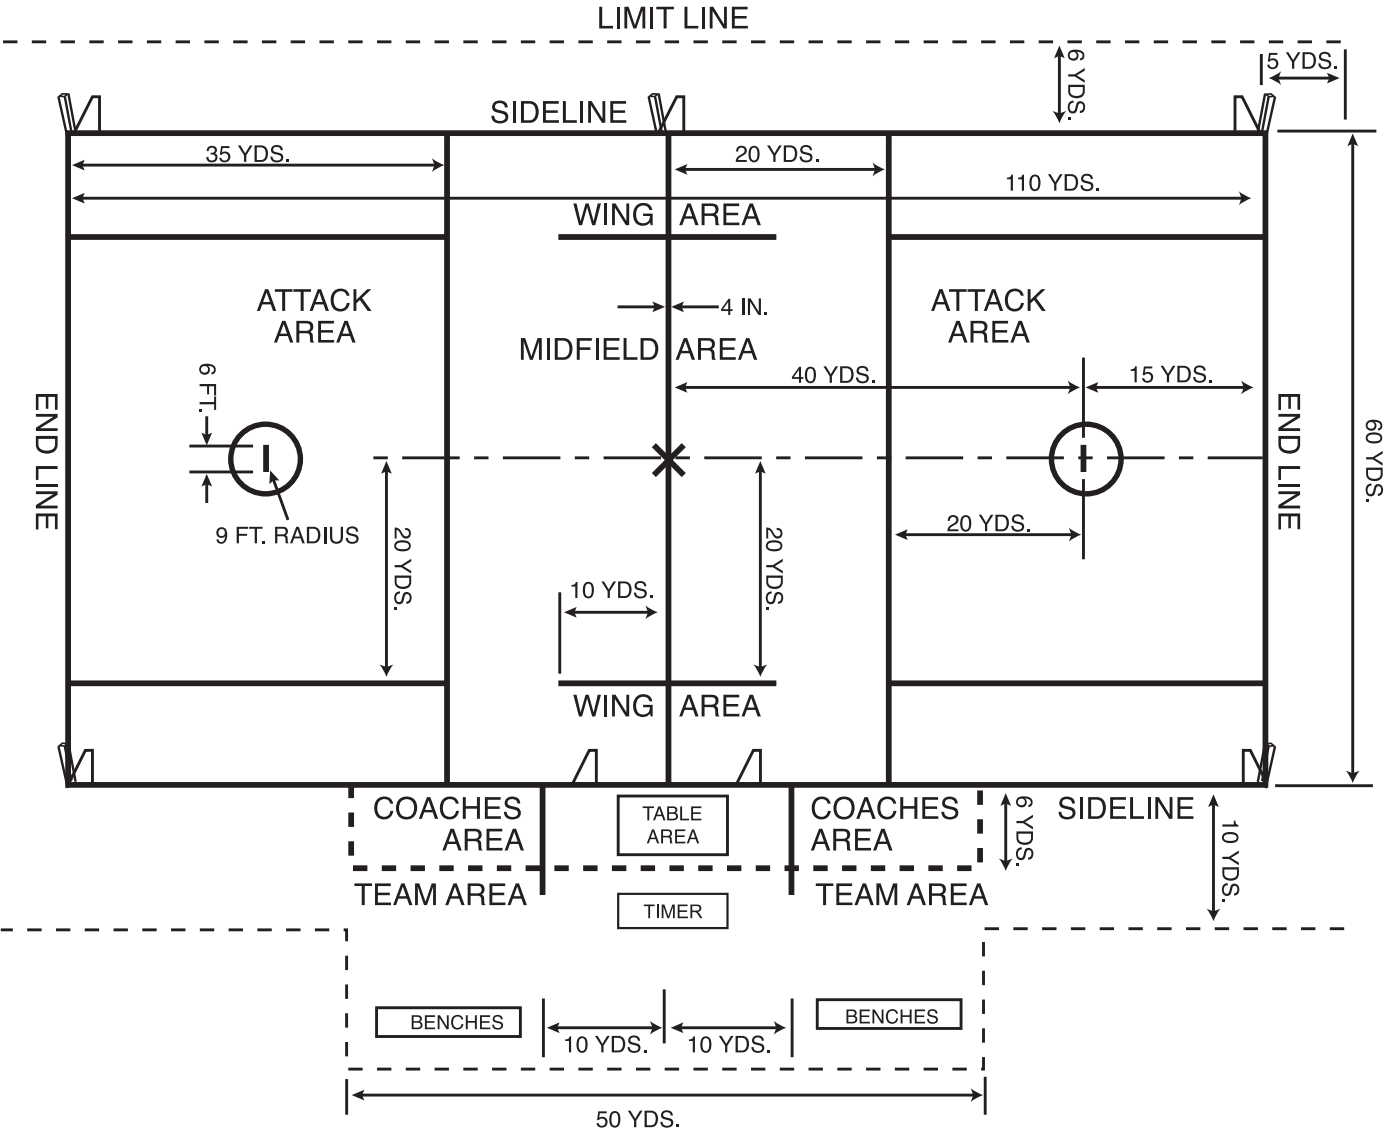 LIMIT LINE
6 YDS.
5 YDS.
SIDELINE
35 YDS.
20 YDS.
110 YDS.
WING AREA
ATTACK
AREA
ATTACK
AREA
4 IN.
MIDFIELD AREA
6 FT.
40 YDS.
15 YDS.
END LINE
END LINE
60 YDS.
9 FT. RADIUS
20 YDS.
20 YDS.
20 YDS.
10 YDS.
WING AREA
COACHES
AREA
TABLE
AREA
COACHES
AREA
6 YDS.
SIDELINE
10 YDS.
TEAM AREA
TIMER
TEAM AREA
BENCHES
BENCHES
10 YDS.
10 YDS.
50 YDS.